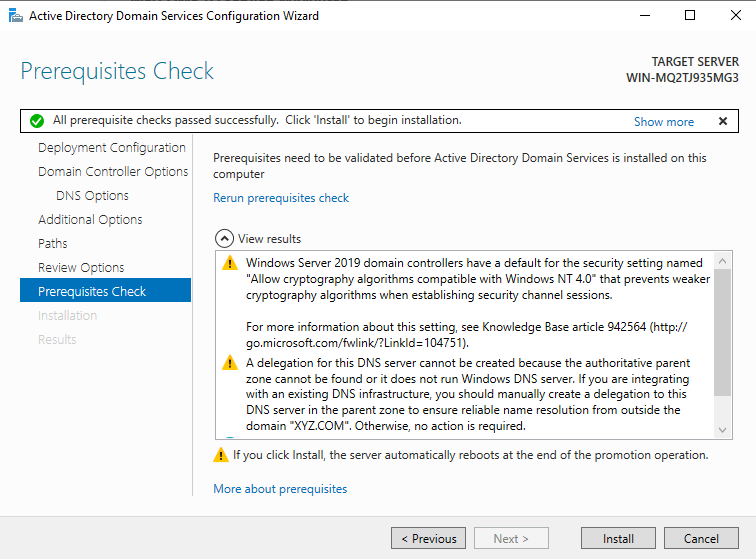 Active Directory Domain Services Configuration Wizard
Prerequisites Check
TARGET SERVER
WIN-MQ2TJ935MG3
All prerequisite checks passed successfully.  Click 'Install' to begin installation.
Show more
Deployment Configuration
Domain Controller Options
DNS Options
Additional Options
Paths
Review Options
Prerequisites Check
Installation
Results
Prerequisites need to be validated before Active Directory Domain Services is installed on this
computer
Rerun prerequisites check
View results
Windows Server 2019 domain controllers have a default for the security setting named
"Allow cryptography algorithms compatible with Windows NT 4.0" that prevents weaker
cryptography algorithms when establishing security channel sessions.
For more information about this setting, see Knowledge Base article 942564 (http://
go.microsoft.com/fwlink/?LinkId=104751).
A delegation for this DNS server cannot be created because the authoritative parent
zone cannot be found or it does not run Windows DNS server. If you are integrating
with an existing DNS infrastructure, you should manually create a delegation to this
DNS server in the parent zone to ensure reliable name resolution from outside the
domain "XYZ.COM". Otherwise, no action is required.
If you click Install, the server automatically reboots at the end of the promotion operation.
More about prerequisites
< Previous
Next >
Install
Cancel